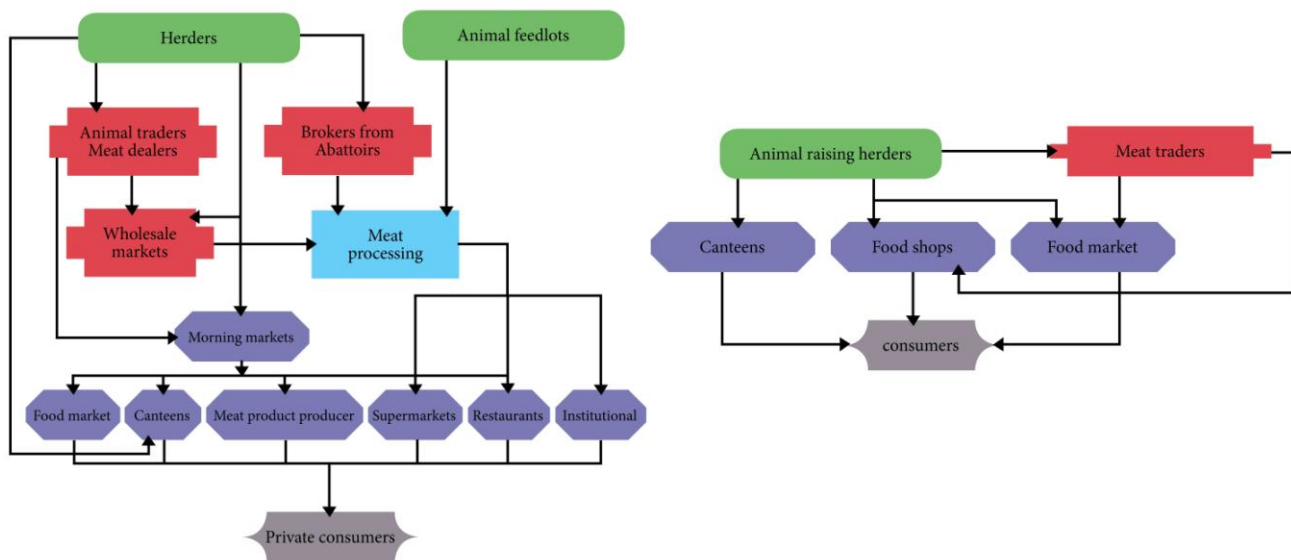 Herders
Animal feedlots
Animal traders
Meat dealers
Brokers from
Abattoirs
Wholesale
markets
Meat
processing
Morning markets
Food market
Canteens
Meat product producer
Supermarkets
Restaurants
Institutional
Private consumers
Animal raising herders
Meat traders
Canteens
Food shops
Food market
consumers